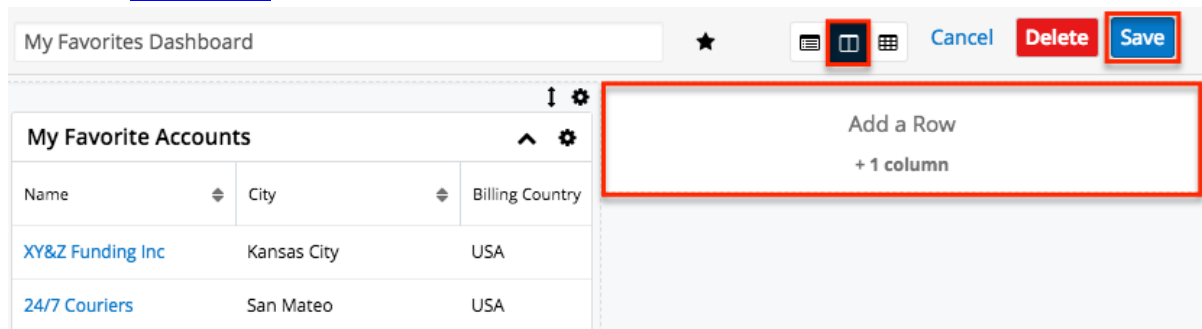 My Favorites Dashboard Cancel Delete Save
My Favorite Accounts
Add a Row
+ 1 column
Name City Billing Country
XY&Z Funding Inc Kansas City USA
24/7 Couriers San Mateo USA